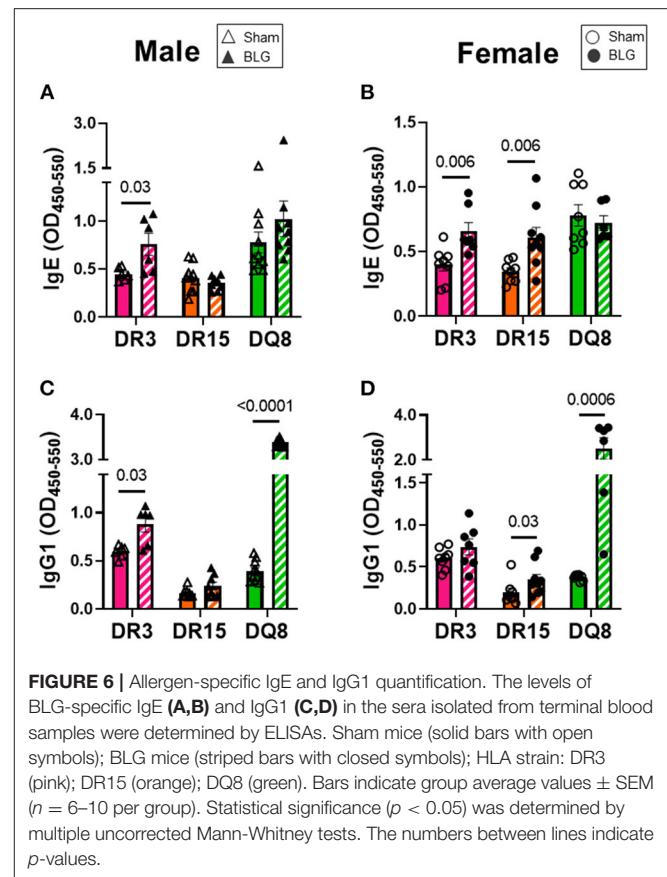 Male
△ Sham
▲ BLG
Female
○ Sham
● BLG
A
IgE (OD450-550)
3.0
1.5
1.0
0.5
0.0
0.03
DR3 DR15 DQ8
B
IgE (OD450-550)
1.5
1.0
0.5
0.0
0.006
0.006
DR3 DR15 DQ8
C
IgG1 (OD450-550)
4.0
3.0
1.0
0.5
0.0
0.03
<0.0001
DR3 DR15 DQ8
D
IgG1 (OD450-550)
4.0
2.0
1.0
0.5
0.0
0.03
0.0006
DR3 DR15 DQ8
FIGURE 6 | Allergen-specific IgE and IgG1 quantification. The levels of
BLG-specific IgE (A,B) and IgG1 (C,D) in the sera isolated from terminal blood
samples were determined by ELISAs. Sham mice (solid bars with open
symbols); BLG mice (striped bars with closed symbols); HLA strain: DR3
(pink); DR15 (orange); DQ8 (green). Bars indicate group average values ± SEM
(n = 6–10 per group). Statistical significance (p < 0.05) was determined by
multiple uncorrected Mann-Whitney tests. The numbers between lines indicate
p-values.